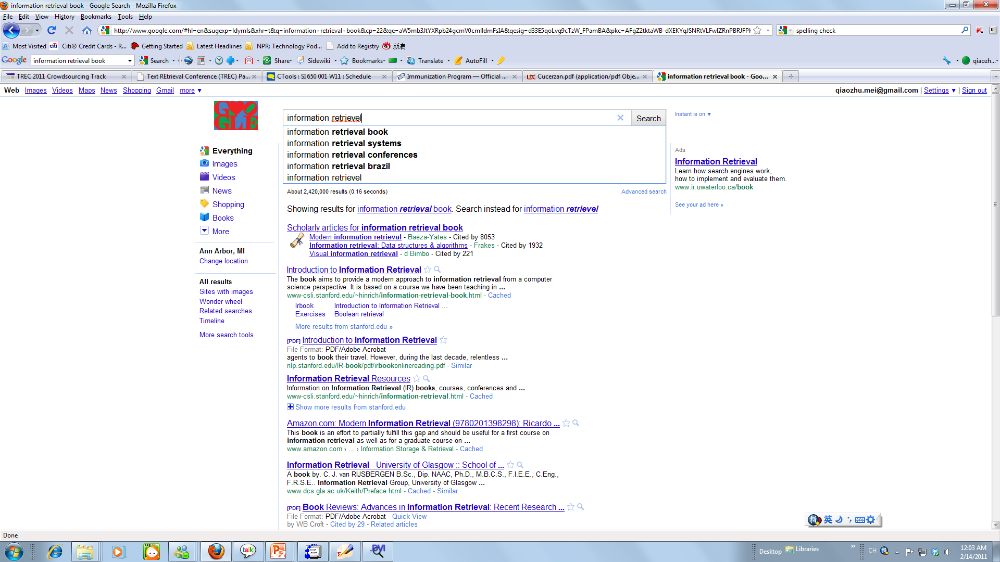 information retrieval book - Google Search - Mozilla Firefox
File Edit View History Bookmarks Tools Help
http://www.google.com/#hl=en&sugexp=ldymls&xhr=t&q=information+retrieval+book&cp=22&qe=
spelling check
Most Visited Citi® Credit Cards - R... Getting Started Latest Headlines NPR: Technology Pod... Add to Registry 新浪
Google information retrieval book Search Share Sidewiki Bookmarks Translate AutoFill qiaozh...
TREC 2011 Crowdsourcing Track Text REtrieval Conference (TREC) Pa... CTools : SI 650 001 W11 : Schedule Immunization Program — Official ... Cucerzan.pdf (application/pdf Obje... information retrieval book - Goo...
Web Images Videos Maps News Shopping Gmail more ▼ qiaozhu.mei@gmail.com | Settings ▼ | Sign out
GOOGLE
information retrievel
Search
Instant is on ▼
information retrieval book
information retrieval systems
information retrieval conferences
information retrieval brazil
information retrievel
Everything
Images
Videos
News
Shopping
Books
More
Ann Arbor, MI
Change location
All results
Sites with images
Wonder wheel
Related searches
Timeline
More search tools
About 2,420,000 results (0.16 seconds) Advanced search
Showing results for information retrieval book. Search instead for information retrievel
Scholarly articles for information retrieval book
Modern information retrieval - Baeza-Yates - Cited by 8053
Information retrieval: Data structures & algorithms - Frakes - Cited by 1932
Visual information retrieval - d Bimbo - Cited by 221
Introduction to Information Retrieval
The book aims to provide a modern approach to information retrieval from a computer
science perspective. It is based on a course we have been teaching in ...
www-csli.stanford.edu/~hinrich/information-retrieval-book.html - Cached
Irbook Introduction to Information Retrieval ...
Exercises Boolean retrieval
More results from stanford.edu »
[PDF] Introduction to Information Retrieval
File Format: PDF/Adobe Acrobat
agents to book their travel. However, during the last decade, relentless ...
nlp.stanford.edu/IR-book/pdf/irbookonlinereading.pdf - Similar
Information Retrieval Resources
Information on Information Retrieval (IR) books, courses, conferences and ...
www-csli.stanford.edu/~hinrich/information-retrieval.html - Cached
Show more results from stanford.edu
Amazon.com: Modern Information Retrieval (9780201398298): Ricardo ...
This book is an effort to partially fulfill this gap and should be useful for a first course on
information retrieval as well as for a graduate course on ...
www.amazon.com › ... › Information Storage & Retrieval - Cached
Information Retrieval - University of Glasgow :: School of ...
A book by. C. J. van RIJSBERGEN B.Sc., Dip. NAAC, Ph.D., M.B.C.S., F.I.E.E., C.Eng.,
F.R.S.E.. Information Retrieval Group, University of Glasgow ...
www.dcs.gla.ac.uk/Keith/Preface.html - Cached - Similar
[PDF] Book Reviews: Advances in Information Retrieval: Recent Research ...
File Format: PDF/Adobe Acrobat - Quick View
by WB Croft - Cited by 29 - Related articles
Ads
Information Retrieval
Learn how search engines work,
how to implement and evaluate them.
www.ir.uwaterloo.ca/book
See your ad here »
英
Done
PPS
talk
Desktop Libraries » CH
12:03 AM
2/14/2011